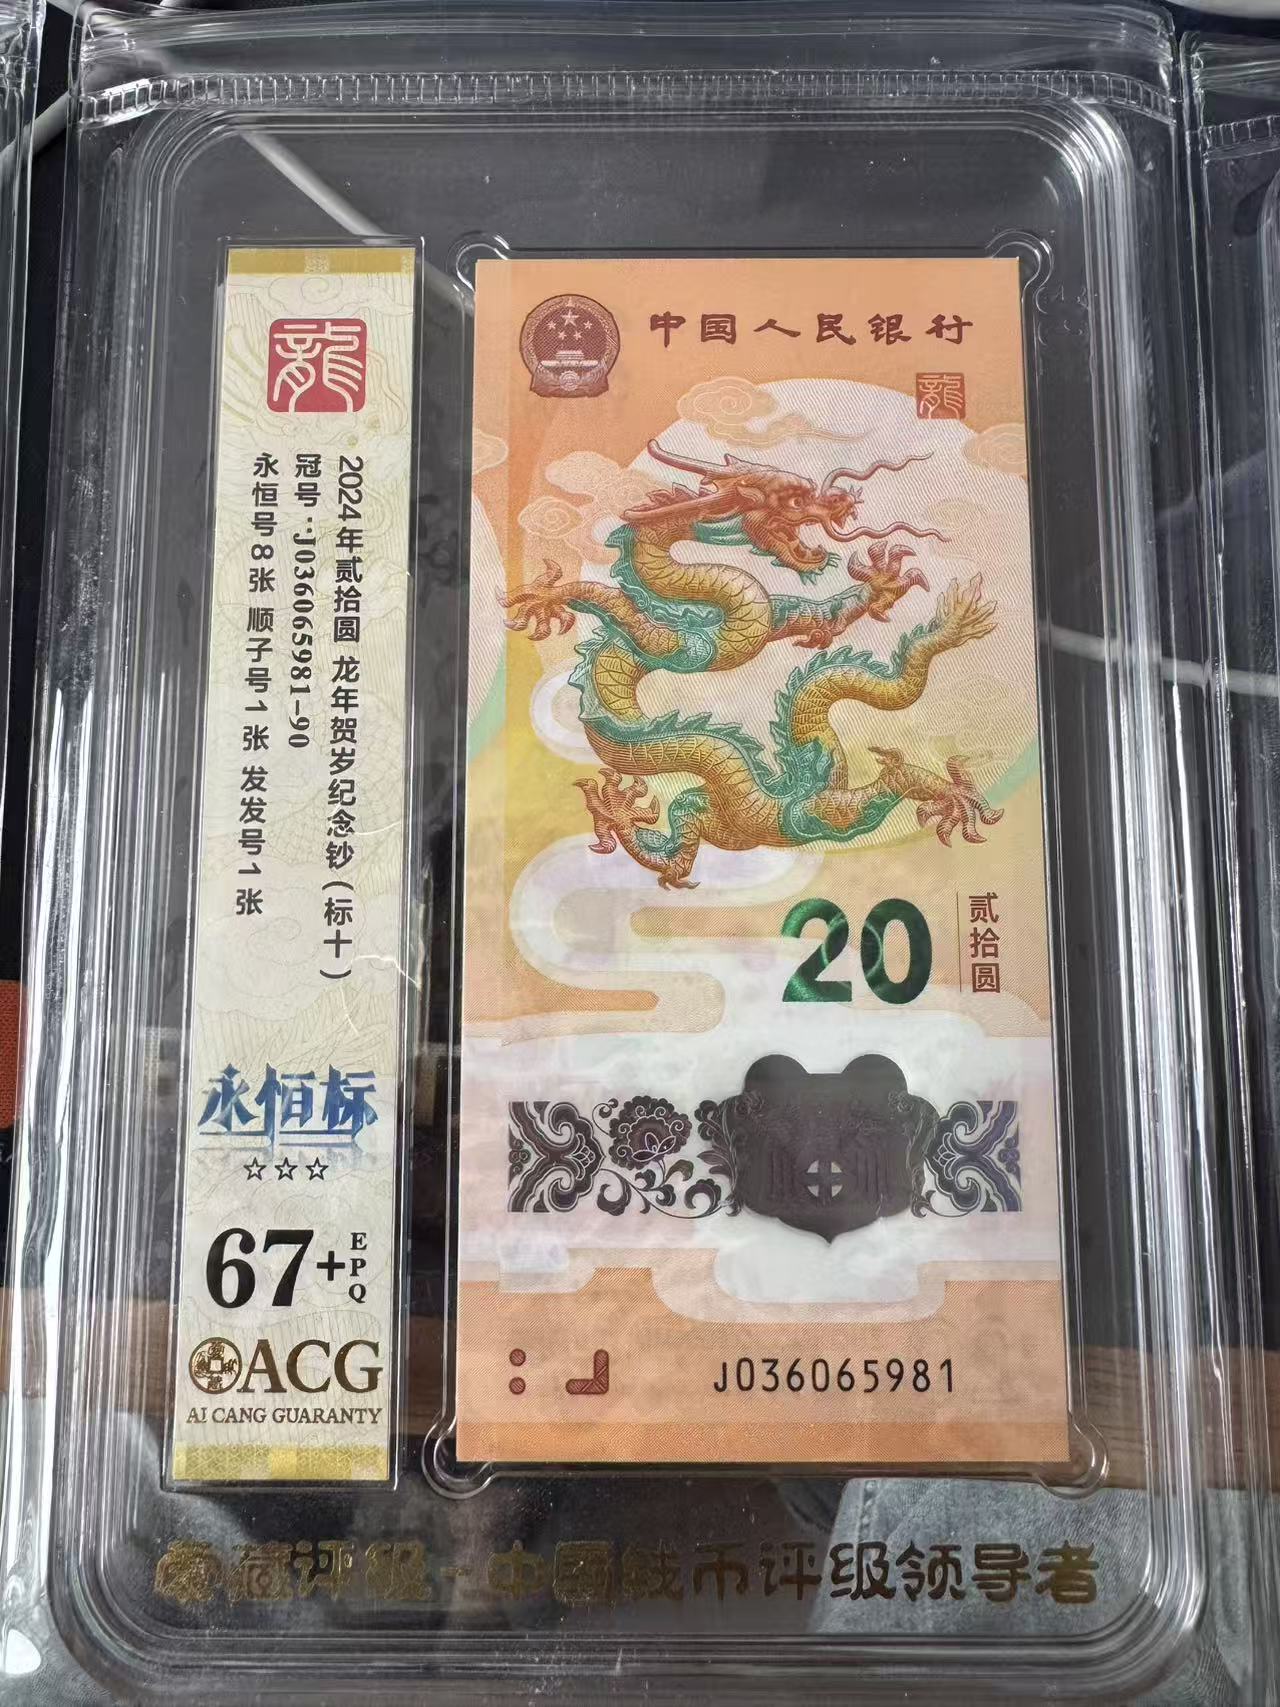 龍
2024年贰拾圆 龙年贺岁纪念钞(标十)
冠号:J036065981-90
永恒号8张 顺子号1张 发发号1张
永恒标
☆☆☆
67+EPQ
ACG
AI CANG GUARANTY
中国人民银行
龍
20
贰拾圆
J036065981
爱藏评级-中国钱币评级领导者